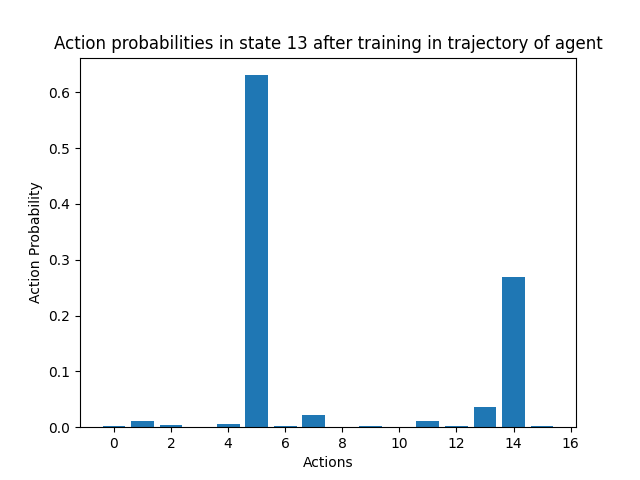 Action probabilities in state 13 after training in trajectory of agent
0.6
0.5
0.4
0.3
0.2
0.1
0.0
Action Probability
0 2 4 6 8 10 12 14 16
Actions